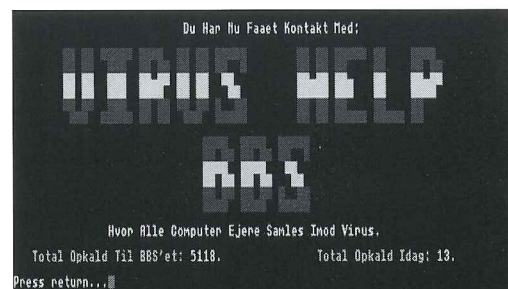 Du Har Nu Faaet Kontakt Med:
VIRUS HELP
BBS
Hvor Alle Computer Ejere Samles Imod Virus.
Total Opkald Til BBS'et: 5118. Total Opkald Idag: 13.
Press return...